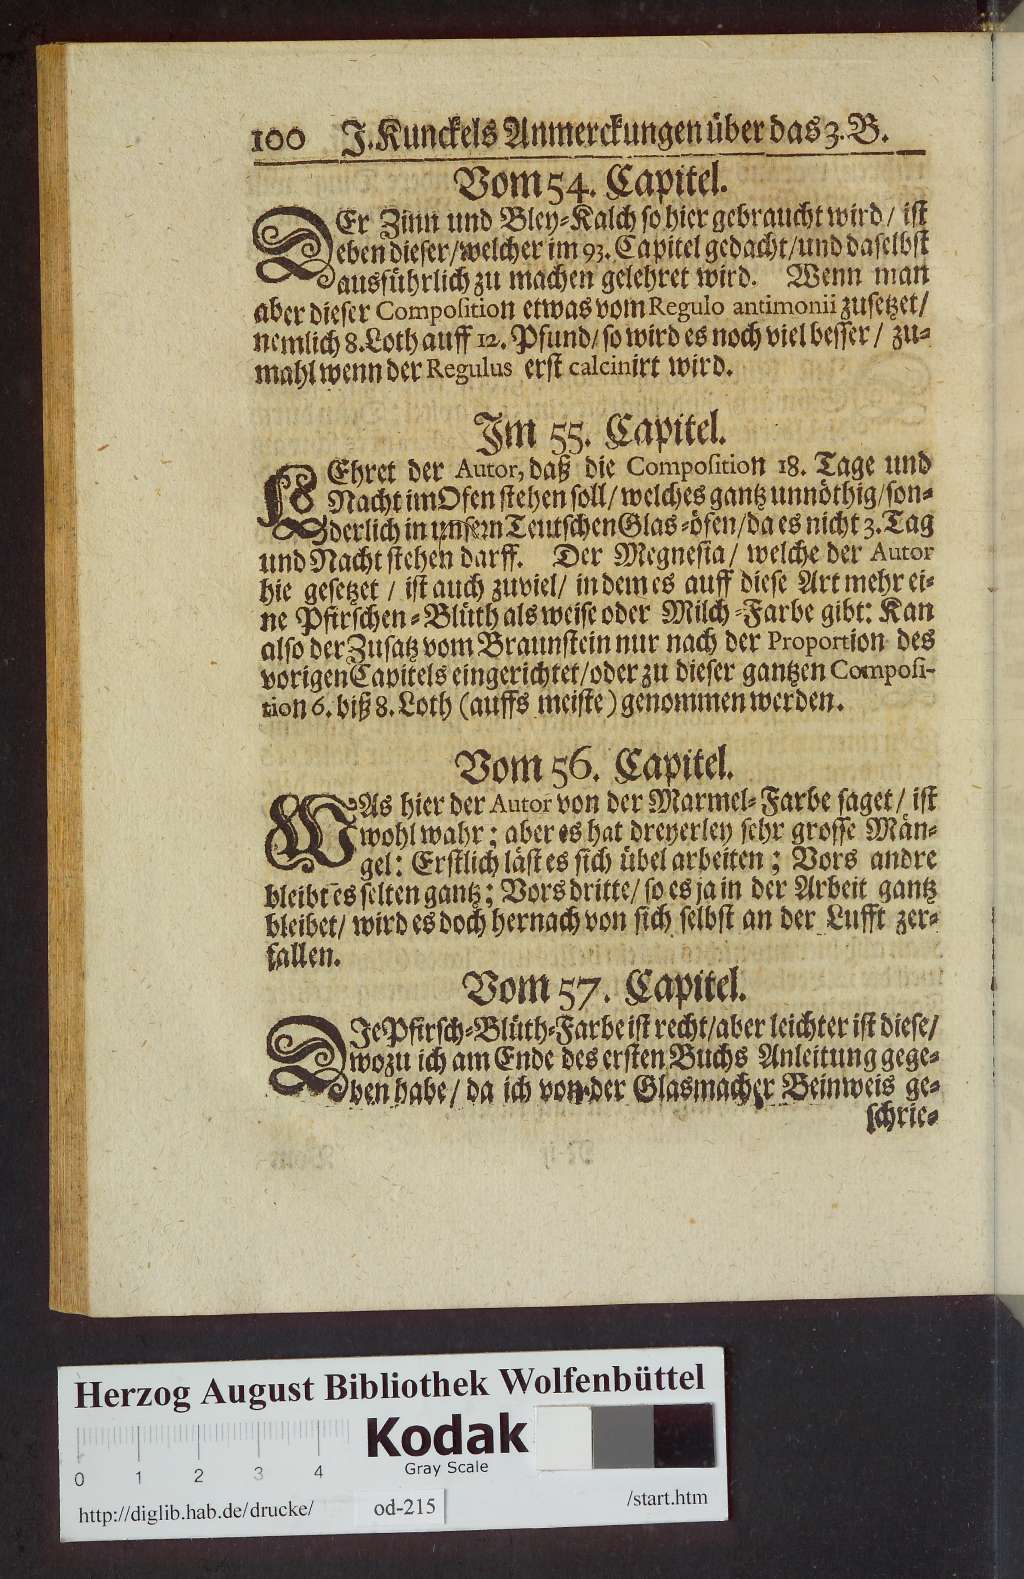 100 J. Kunckels Anmerckungen über das 3. B.
Vom 54. Capitel.
DEr Zinn und Bley-Kalch so hier gebraucht wird / ist
eben dieser / welcher im 93. Capitel gedacht / und daselbst
ausführlich zu machen gelehret wird. Wenn man
aber dieser Composition etwas vom Regulo antimonii zusetzet /
nemlich 8. Loth auff 12. Pfund / so wird es noch viel besser / zu-
mahl wenn der Regulus erst calcinirt wird.
Im 55. Capitel.
LEhret der Autor, daß die Composition 18. Tage und
Nacht im Ofen stehen soll / welches gantz unnöthig / son-
derlich in unsern Teutschen Glas-öfen / da es nicht 3. Tag
und Nacht stehen darff. Der Megnesia / welche der Autor
hie gesetzet / ist auch zuviel / in dem es auff diese Art mehr ei-
ne Pfirschen-Blüth als weise oder Milch-Farbe gibt: Kan
also der Zusatz vom Braunstein nur nach der Proportion des
vorigen Capitels eingerichtet / oder zu dieser gantzen Composi-
tion 6. biß 8. Loth (auffs meiste) genommen werden.
Vom 56. Capitel.
WAs hier der Autor von der Marmel-Farbe saget / ist
wohl wahr; aber es hat dreyerley sehr grosse Män-
gel: Erstlich läst es sich übel arbeiten; Vors andre
bleibt es selten gantz; Vors dritte / so es ja in der Arbeit gantz
bleibet / wird es doch hernach von sich selbst an der Lufft zer-
fallen.
Vom 57. Capitel.
DIe Pfirsch-Blüth-Farbe ist recht / aber leichter ist diese /
wozu ich am Ende des ersten Buchs Anleitung gege-
ben habe / da ich von der Glasmacher Beinweis ge-
schrie-
Herzog August Bibliothek Wolfenbüttel
Kodak
Gray Scale
0 1 2 3 4
http://diglib.hab.de/drucke/ od-215 /start.htm